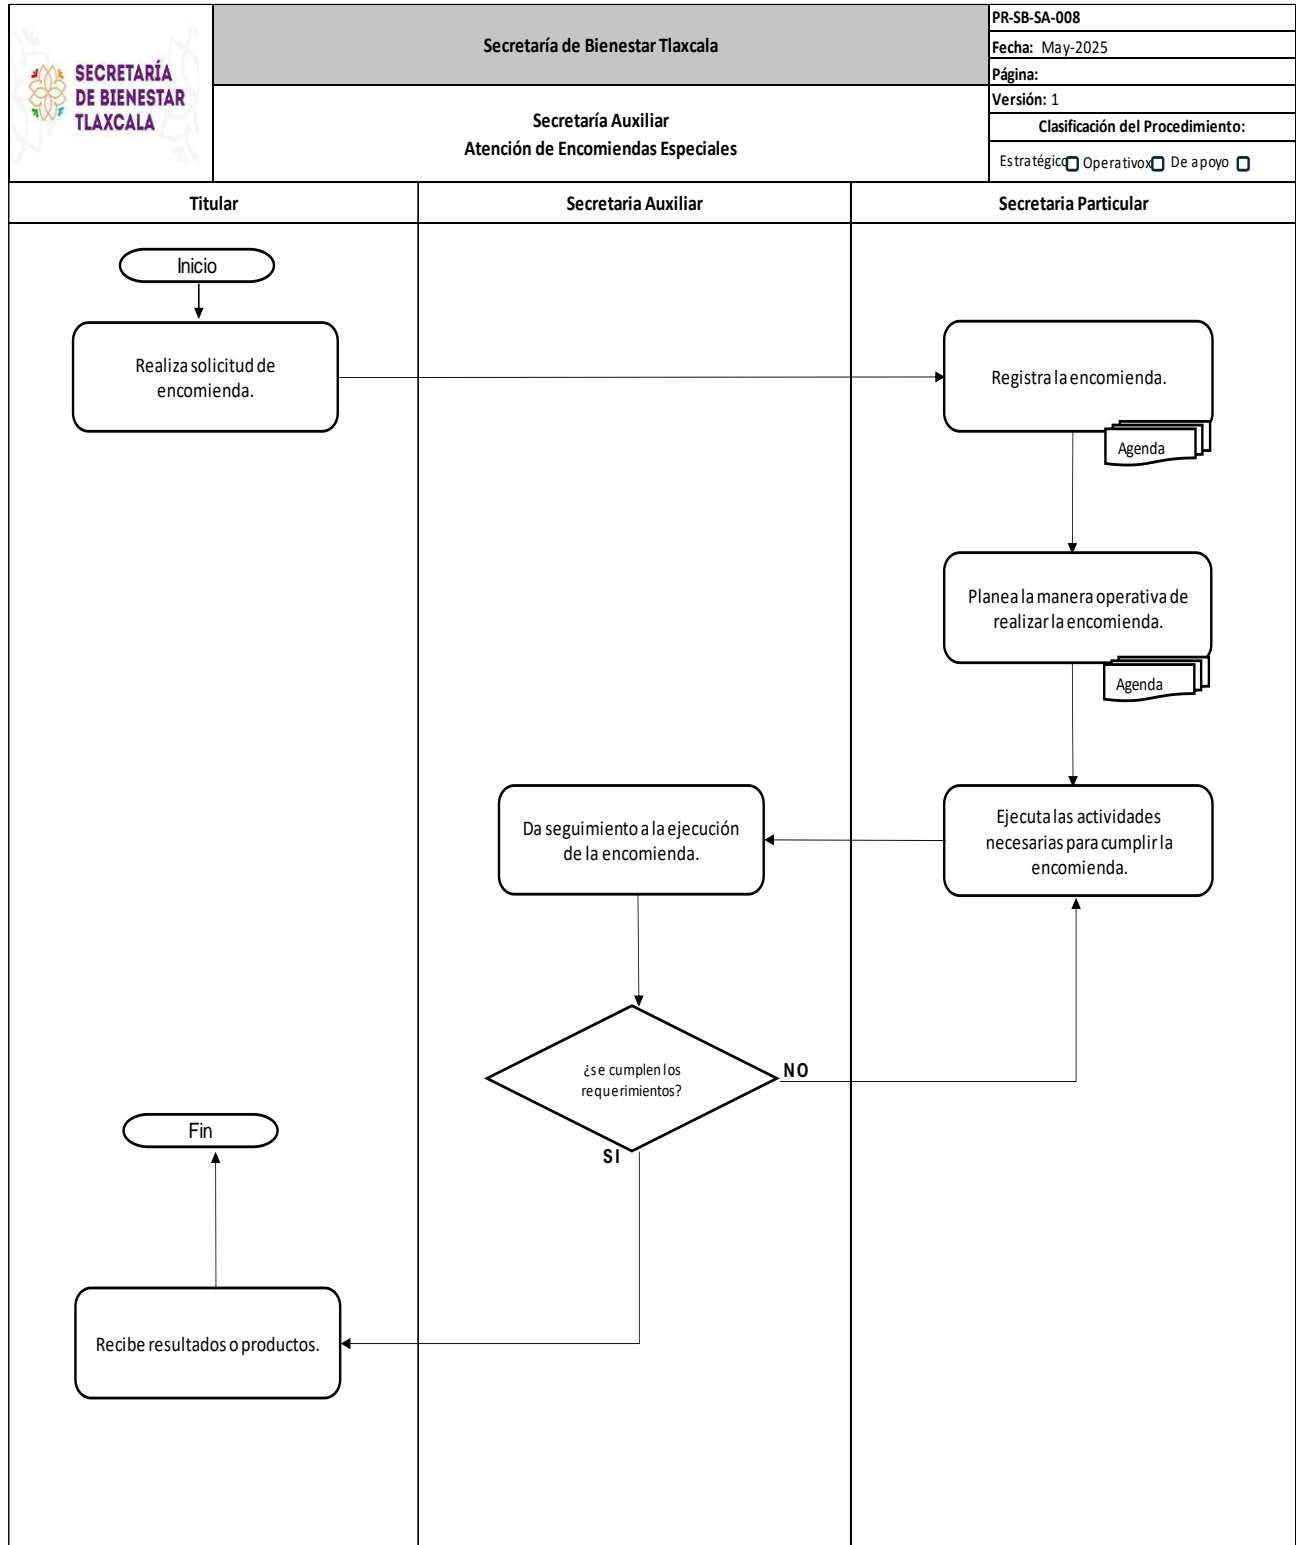 SECRETARÍA
DE BIENESTAR
TLAXCALA
Secretaría de Bienestar Tlaxcala
Secretaría Auxiliar
Atención de Encomiendas Especiales
PR-SB-SA-008
Fecha: May-2025
Página:
Versión: 1
Clasificación del Procedimiento:
Estratégico Operativox De apoyo
Titular
Secretaria Auxiliar
Secretaria Particular
Inicio
Realiza solicitud de
encomienda.
Registra la encomienda.
Agenda
Planea la manera operativa de
realizar la encomienda.
Agenda
Ejecuta las actividades
necesarias para cumplir la
encomienda.
Da seguimiento a la ejecución
de la encomienda.
¿se cumplen los
requerimientos?
NO
SI
Fin
Recibe resultados o productos.